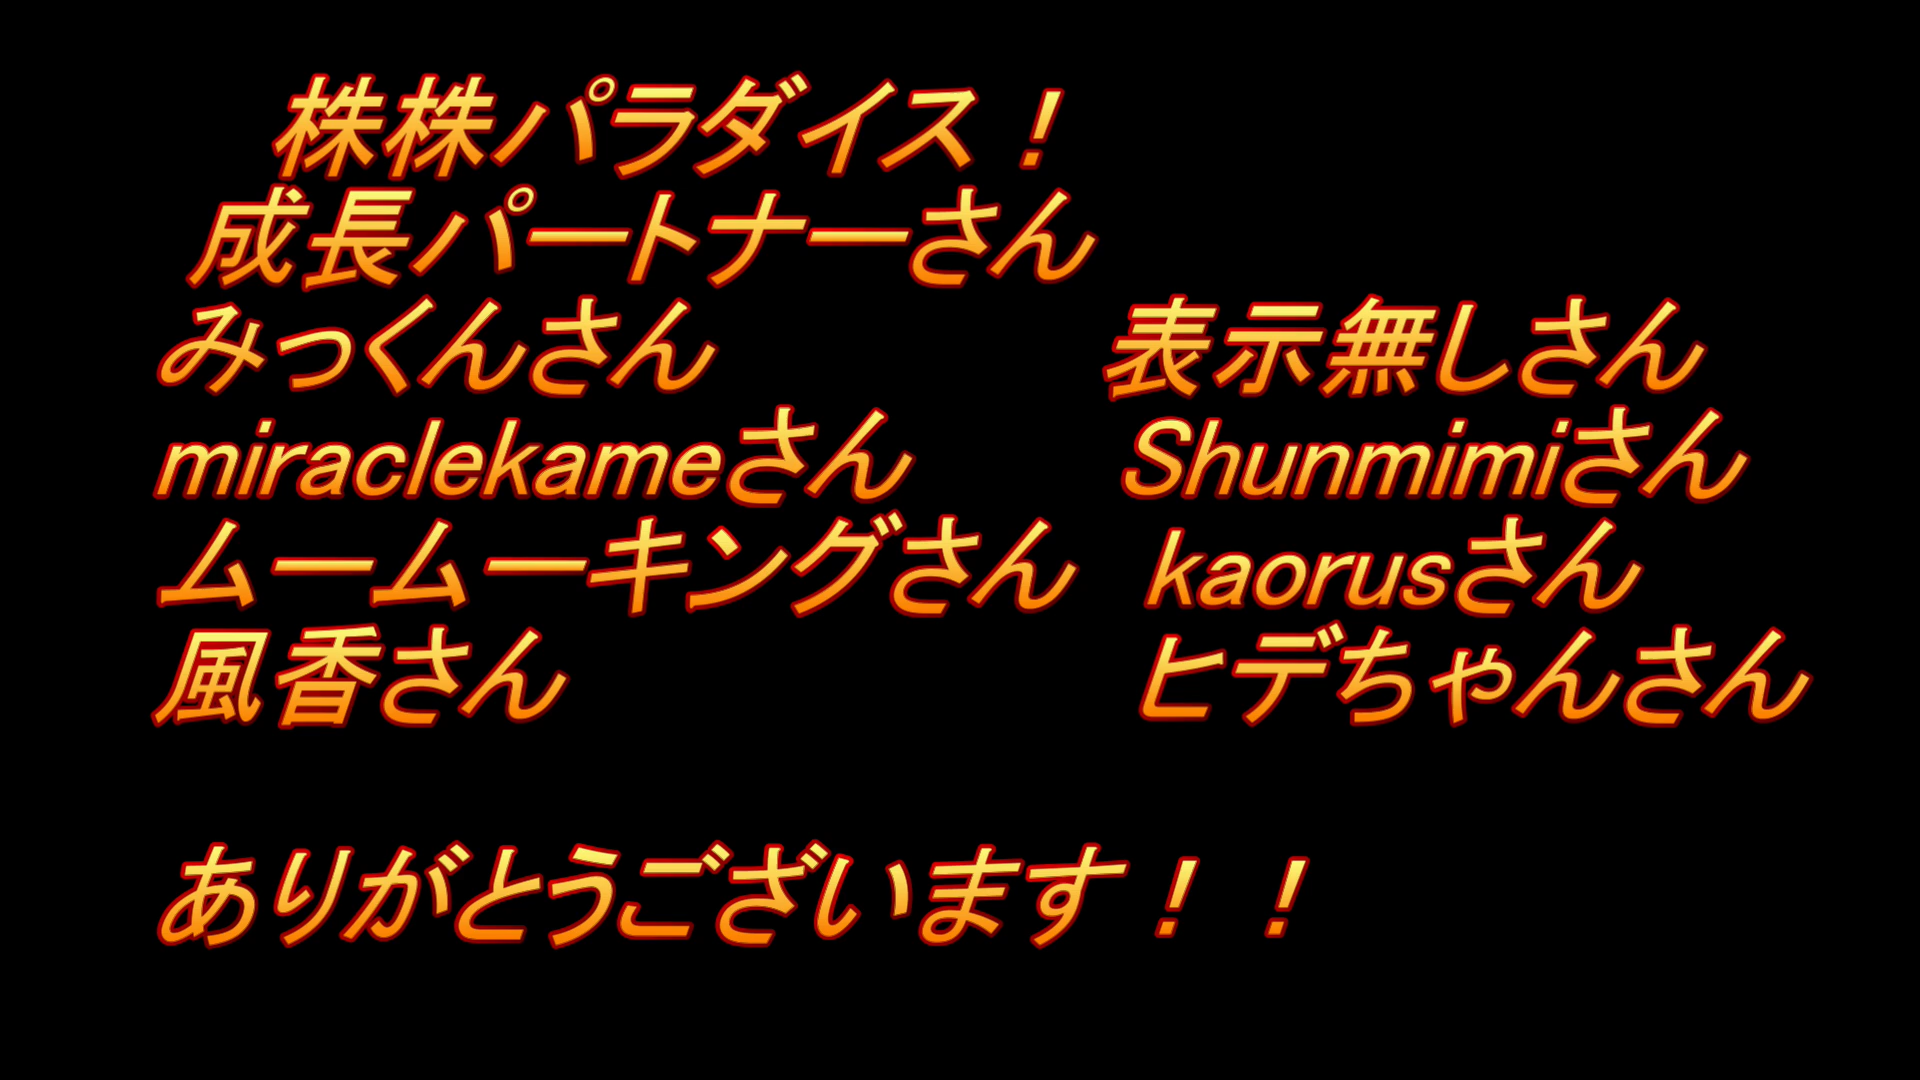 株株パラダイス！
成長パートナーさん
みっくんさん 表示無しさん
miraclekameさん Shunmimiさん
ムームーキングさん kaorusさん
風香さん ヒデちゃんさん
ありがとうございます！！